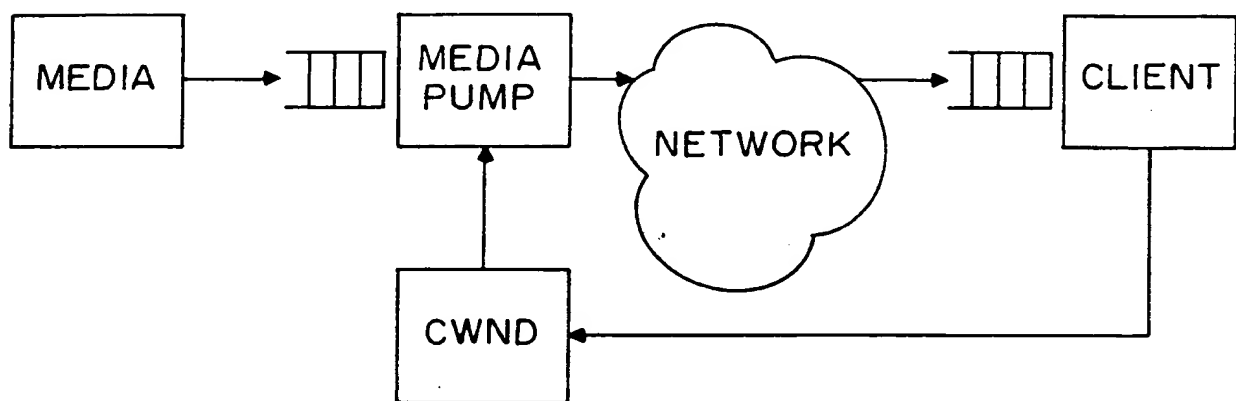 MEDIA
MEDIA
PUMP
NETWORK
CLIENT
CWND